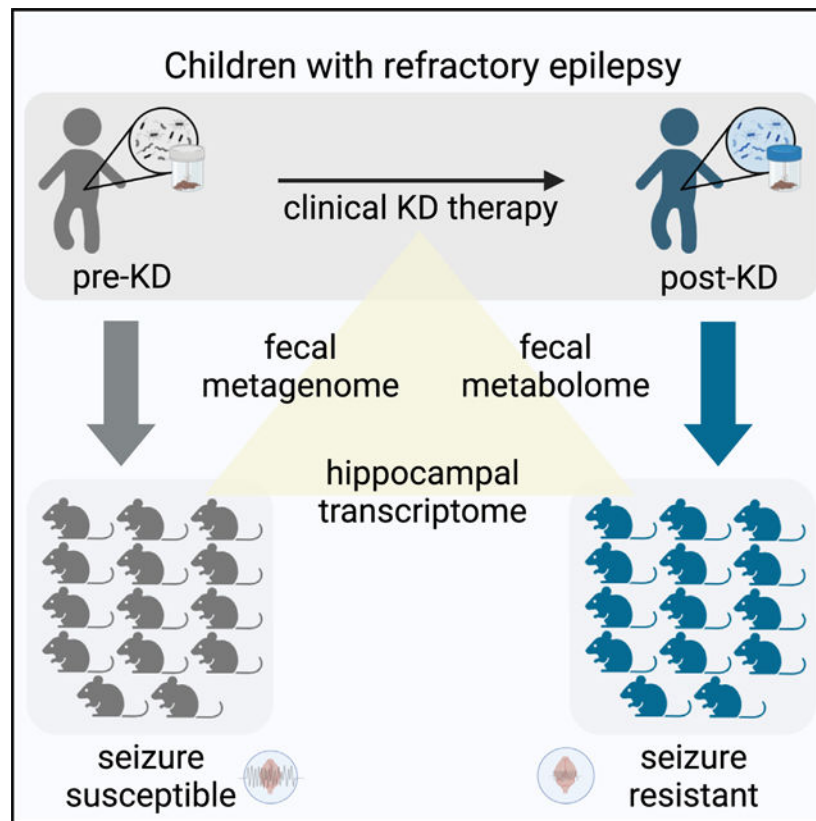 Children with refractory epilepsy
clinical KD therapy
pre-KD
post-KD
fecal
metagenome
fecal
metabolome
hippocampal
transcriptome
seizure
susceptible
seizure
resistant